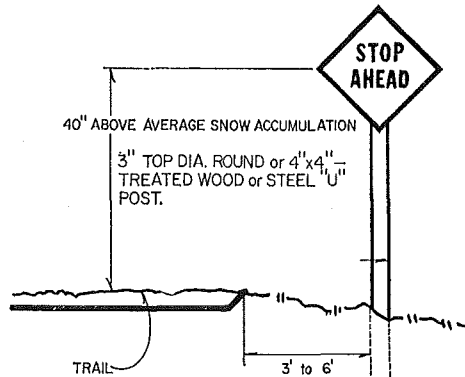 STOP
AHEAD
40" ABOVE AVERAGE SNOW ACCUMULATION
3" TOP DIA. ROUND or 4"x4"
TREATED WOOD or STEEL "U"
POST.
TRAIL
3' to 6'